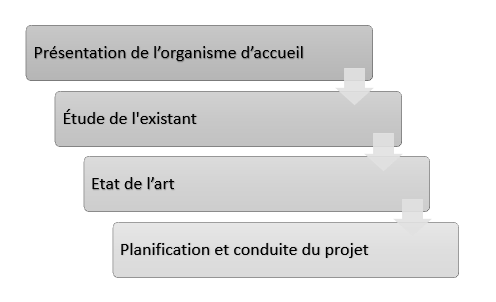 Présentation de l’organisme d’accueil
Étude de l'existant
Etat de l’art
Planification et conduite du projet